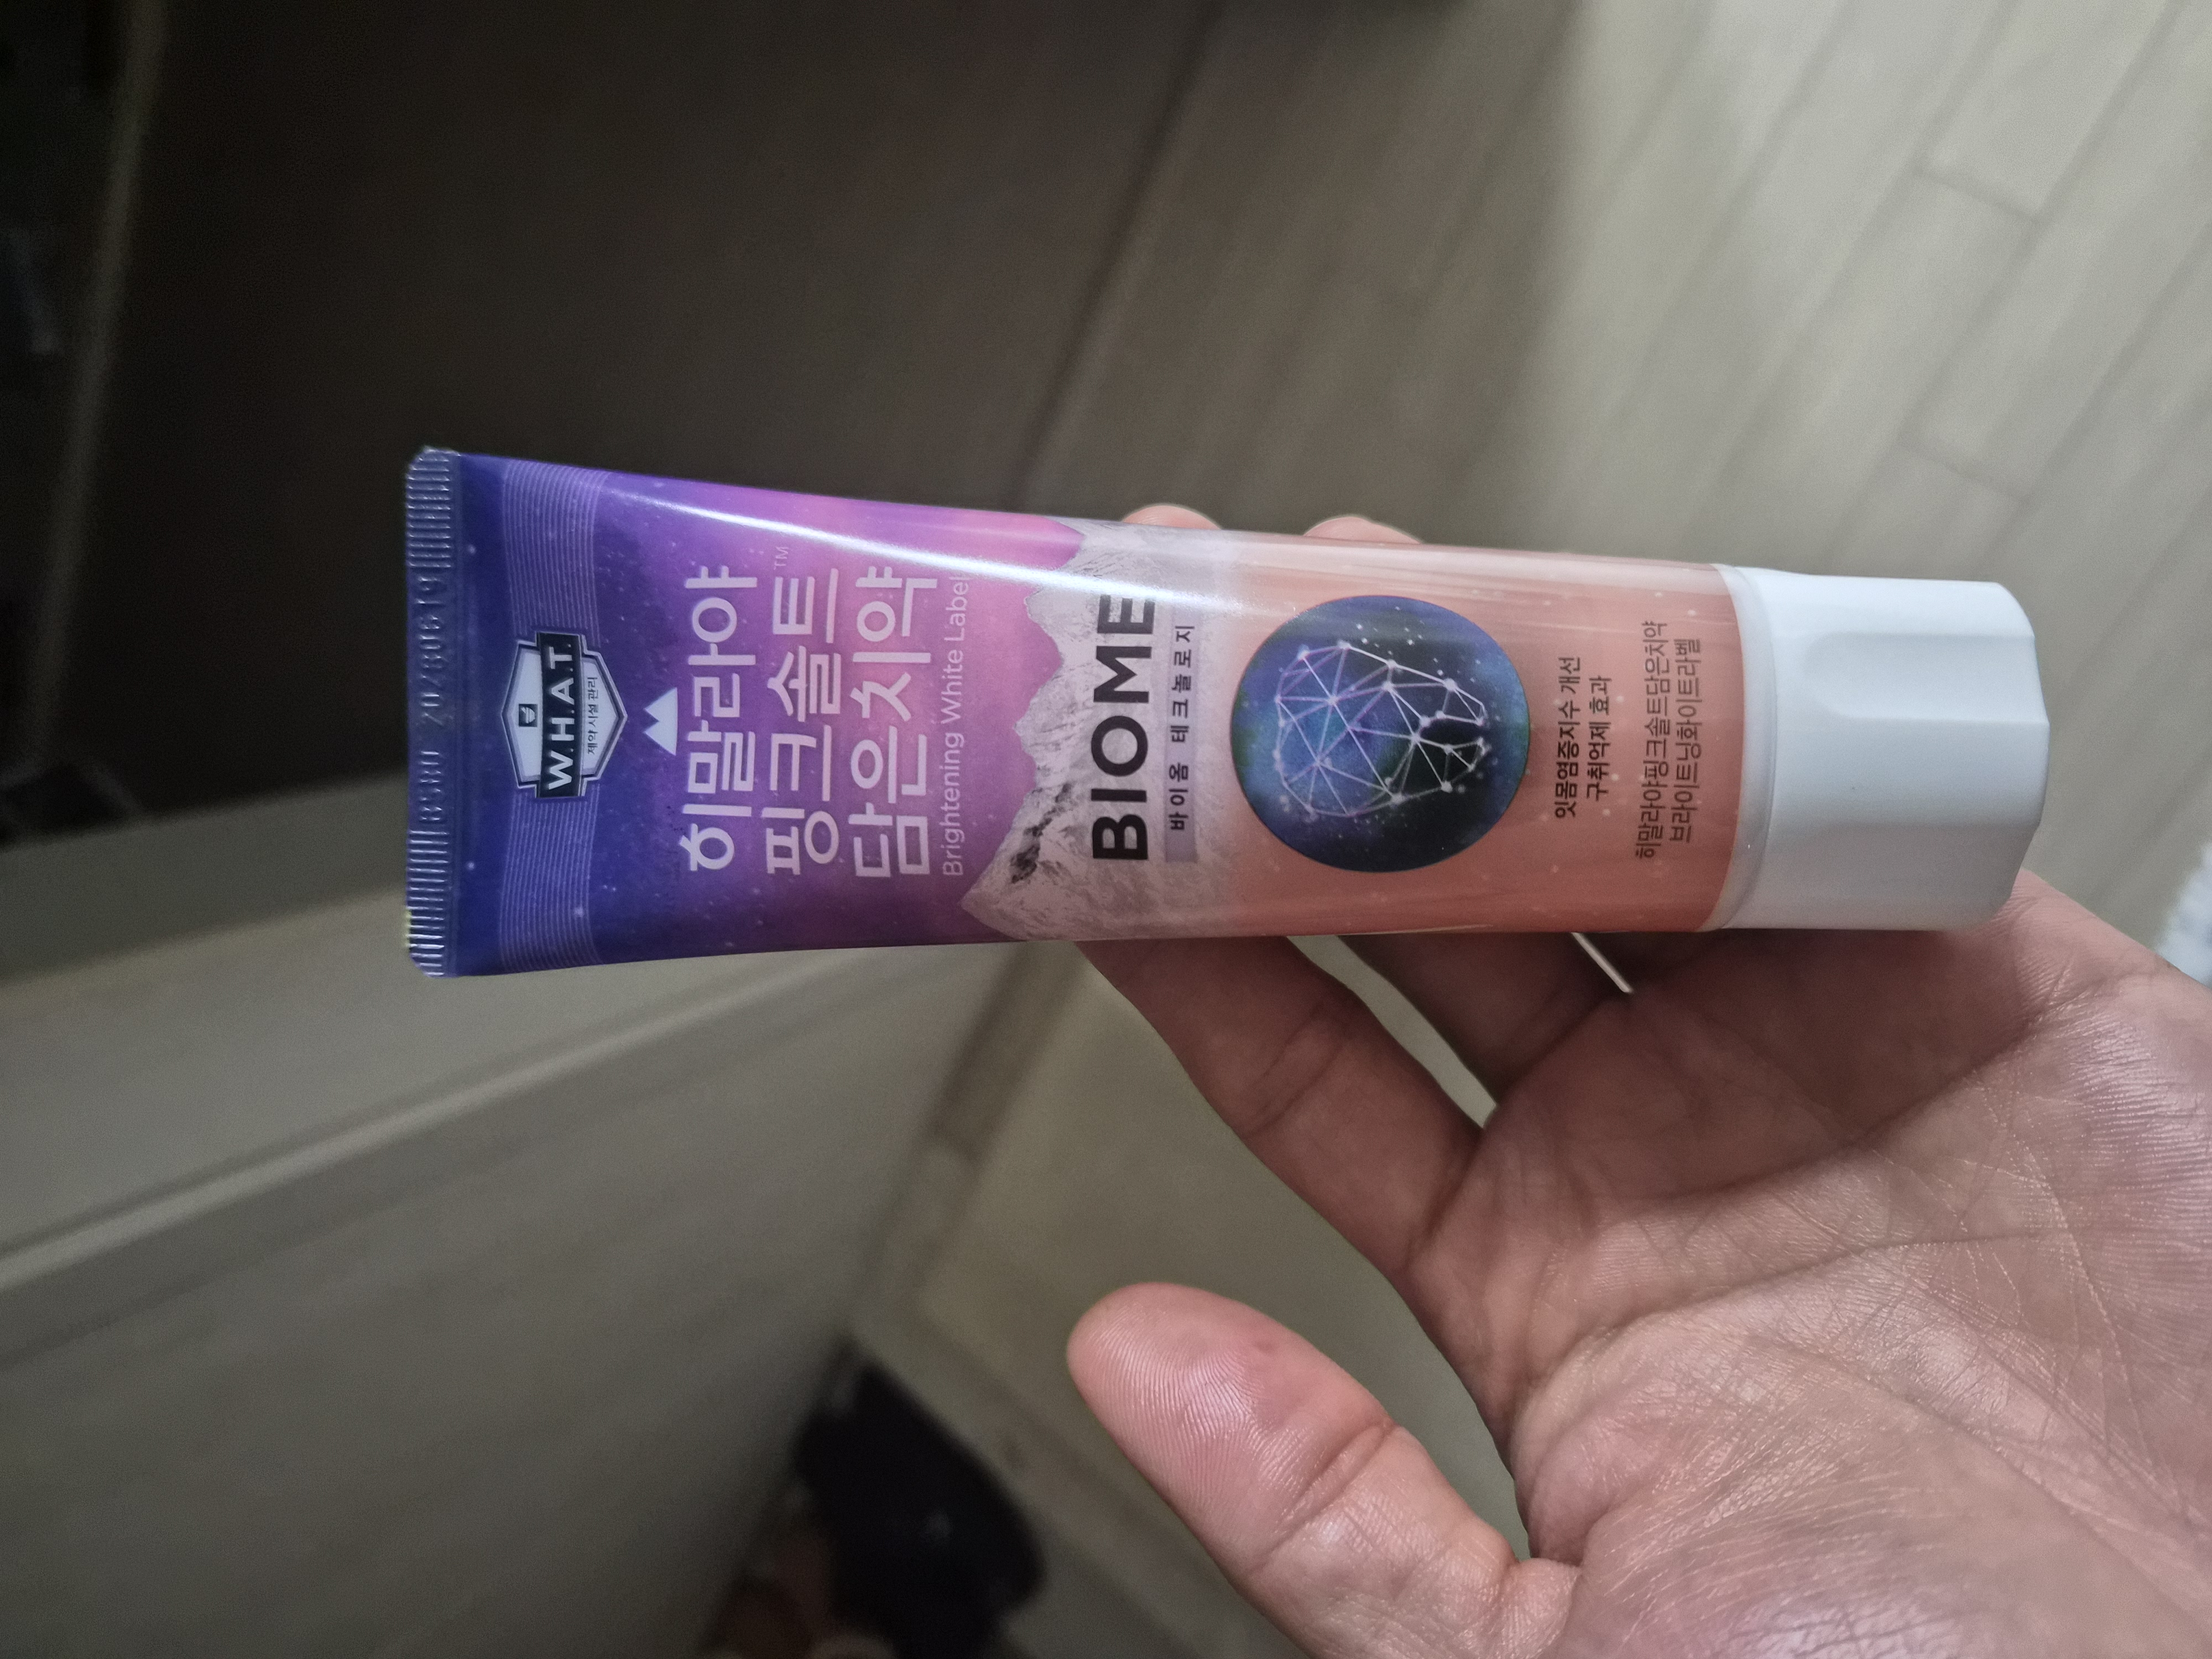 20280619
W.H.A.T.
제약 시설 관리
히말라야
핑크솔트™
담은치약
Brightening White Label
BIOME
바이옴 테크놀로지
잇몸염증지수 개선
구취억제 효과
히말라야핑크솔트담은치약
브라이트닝화이트라벨